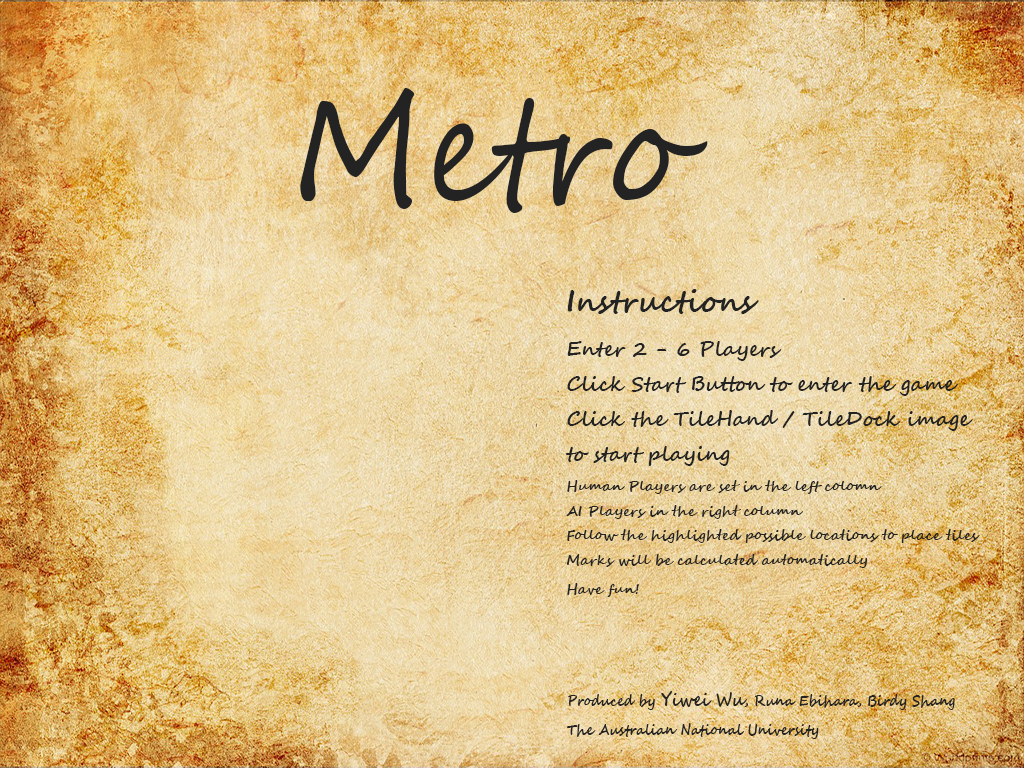 Metro
Instructions
Enter 2 - 6 Players
Click Start Button to enter the game
Click the TileHand / TileDock image
to start playing
Human Players are set in the left colomn
AI Players in the right column
Follow the highlighted possible locations to place tiles
Marks will be calculated automatically
Have fun!
Produced by Yiwei Wu, Runa Ebihara, Birdy Shang
The Australian National University